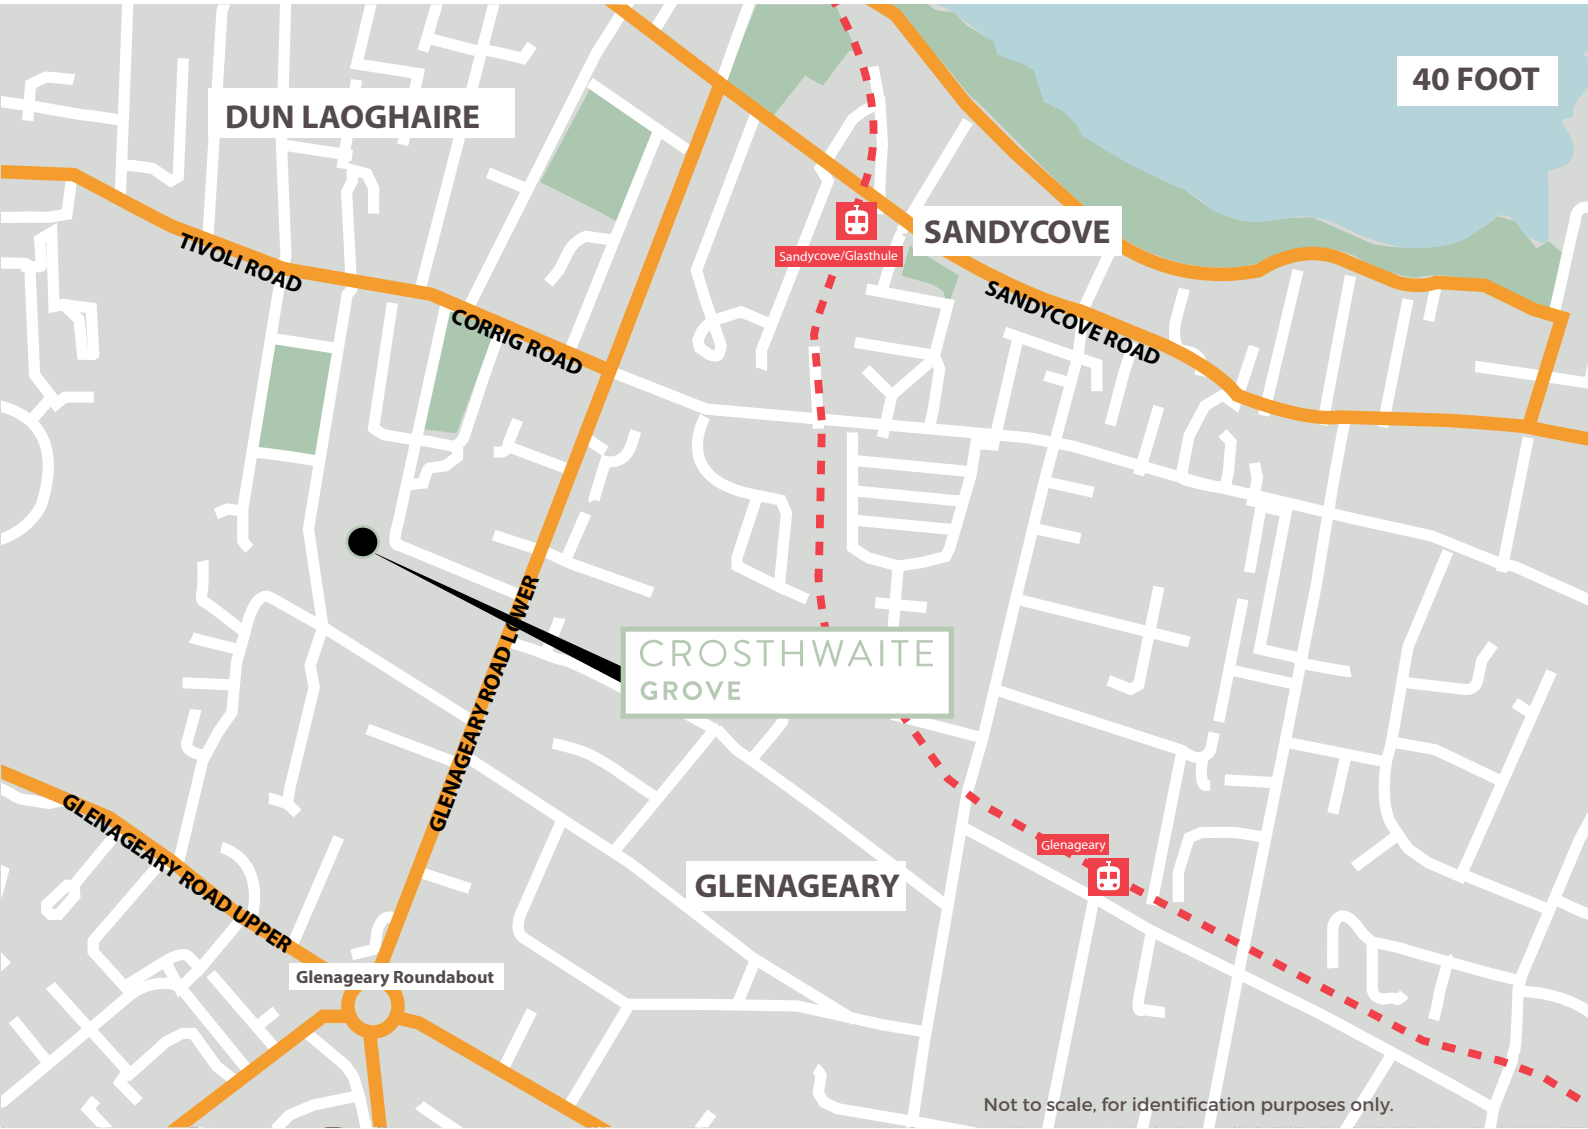 40 FOOT
DUN LAOGHAIRE
SANDYCOVE
Sandycove/Glasthule
TIVOLI ROAD
CORRIG ROAD
SANDYCOVE ROAD
GLENAGEARY ROAD LOWER
CROSTHWAITE
GROVE
GLENAGEARY ROAD UPPER
Glenageary
GLENAGEARY
Glenageary Roundabout
Not to scale, for identification purposes only.